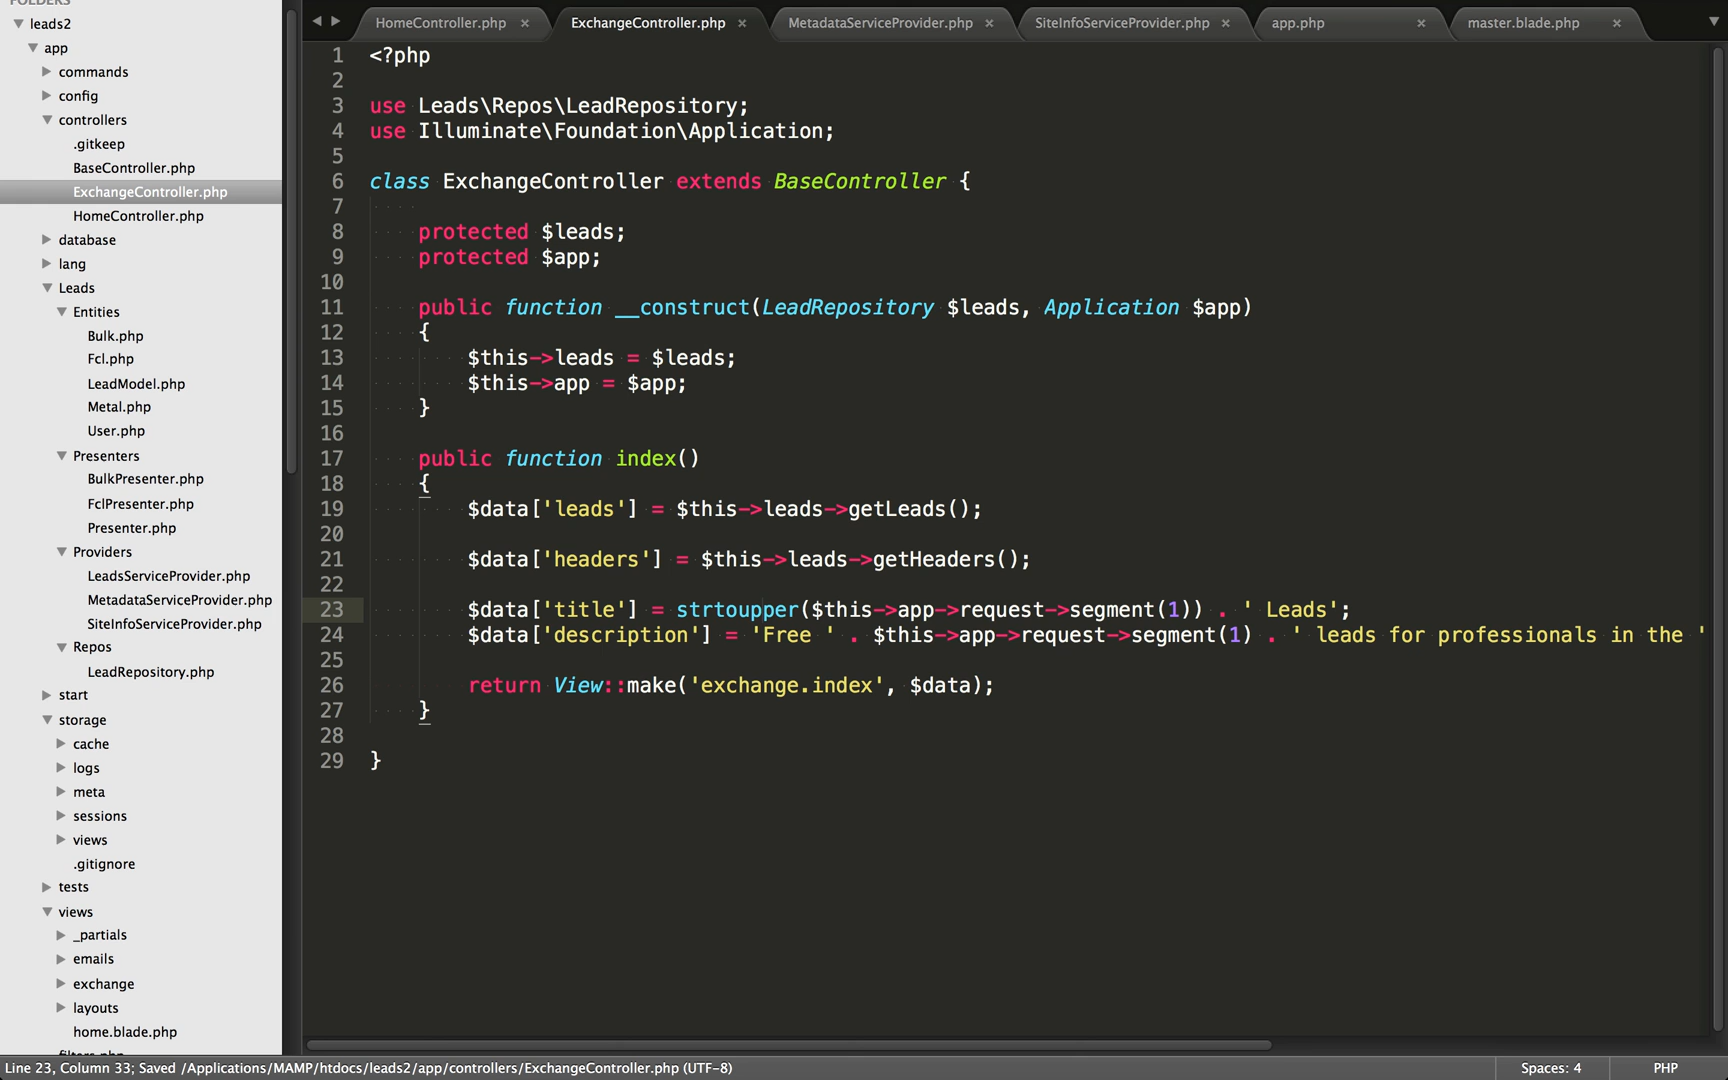 FOLDERS
leads2
app
commands
config
controllers
.gitkeep
BaseController.php
ExchangeController.php
HomeController.php
database
lang
Leads
Entities
Bulk.php
Fcl.php
LeadModel.php
Metal.php
User.php
Presenters
BulkPresenter.php
FclPresenter.php
Presenter.php
Providers
LeadsServiceProvider.php
MetadataServiceProvider.php
SiteInfoServiceProvider.php
Repos
LeadRepository.php
start
storage
cache
logs
meta
sessions
views
.gitignore
tests
views
_partials
emails
exchange
layouts
home.blade.php
filters.php
HomeController.php × ExchangeController.php × MetadataServiceProvider.php × SiteInfoServiceProvider.php × app.php × master.blade.php ×
1 <?php
2
3 use Leads\Repos\LeadRepository;
4 use Illuminate\Foundation\Application;
5
6 class ExchangeController extends BaseController {
7
8 protected $leads;
9 protected $app;
10
11 public function __construct(LeadRepository $leads, Application $app)
12 {
13 $this->leads = $leads;
14 $this->app = $app;
15 }
16
17 public function index()
18 {
19 $data['leads'] = $this->leads->getLeads();
20
21 $data['headers'] = $this->leads->getHeaders();
22
23 $data['title'] = strtoupper($this->app->request->segment(1)) . ' Leads';
24 $data['description'] = 'Free ' . $this->app->request->segment(1) . ' leads for professionals in the '
25
26 return View::make('exchange.index', $data);
27 }
28
29 }
Line 23, Column 33; Saved /Applications/MAMP/htdocs/leads2/app/controllers/ExchangeController.php (UTF-8) Spaces: 4 PHP